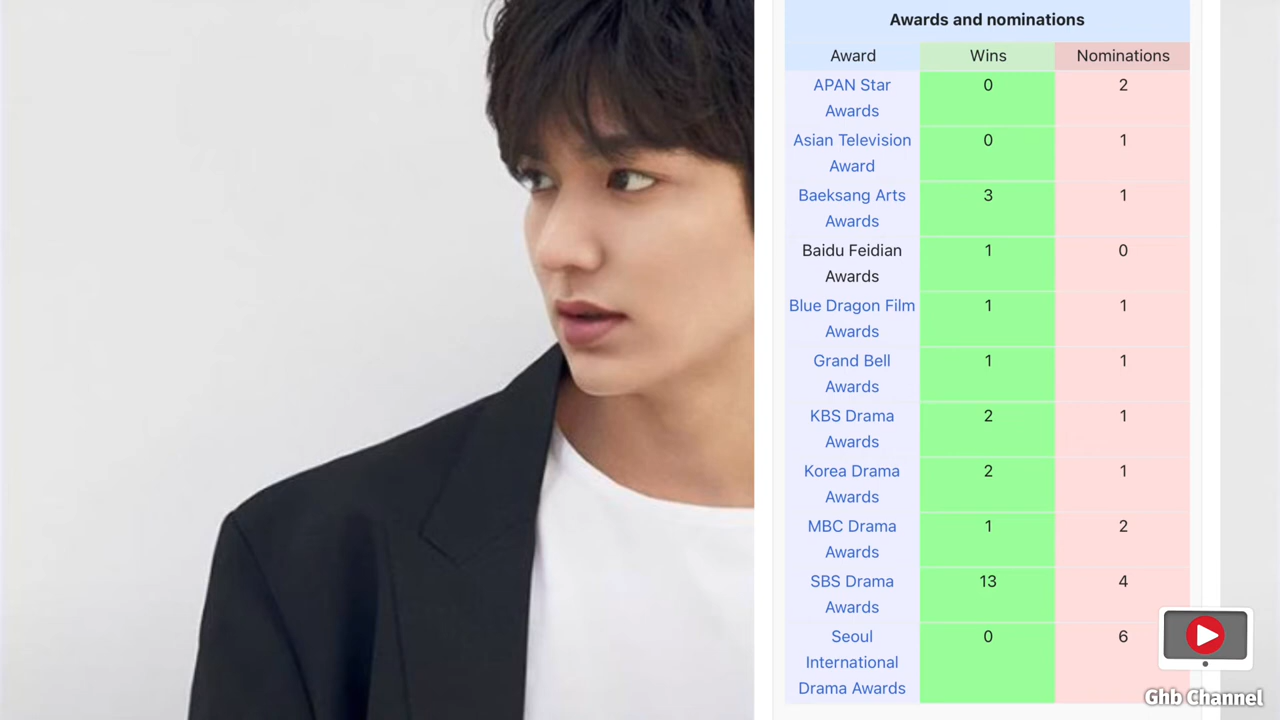 Awards and nominations
Award Wins Nominations
APAN Star 0 2
Awards
Asian Television 0 1
Award
Baeksang Arts 3 1
Awards
Baidu Feidian 1 0
Awards
Blue Dragon Film 1 1
Awards
Grand Bell 1 1
Awards
KBS Drama 2 1
Awards
Korea Drama 2 1
Awards
MBC Drama 1 2
Awards
SBS Drama 13 4
Awards
Seoul 0 6
International
Drama Awards
Ghb Channel